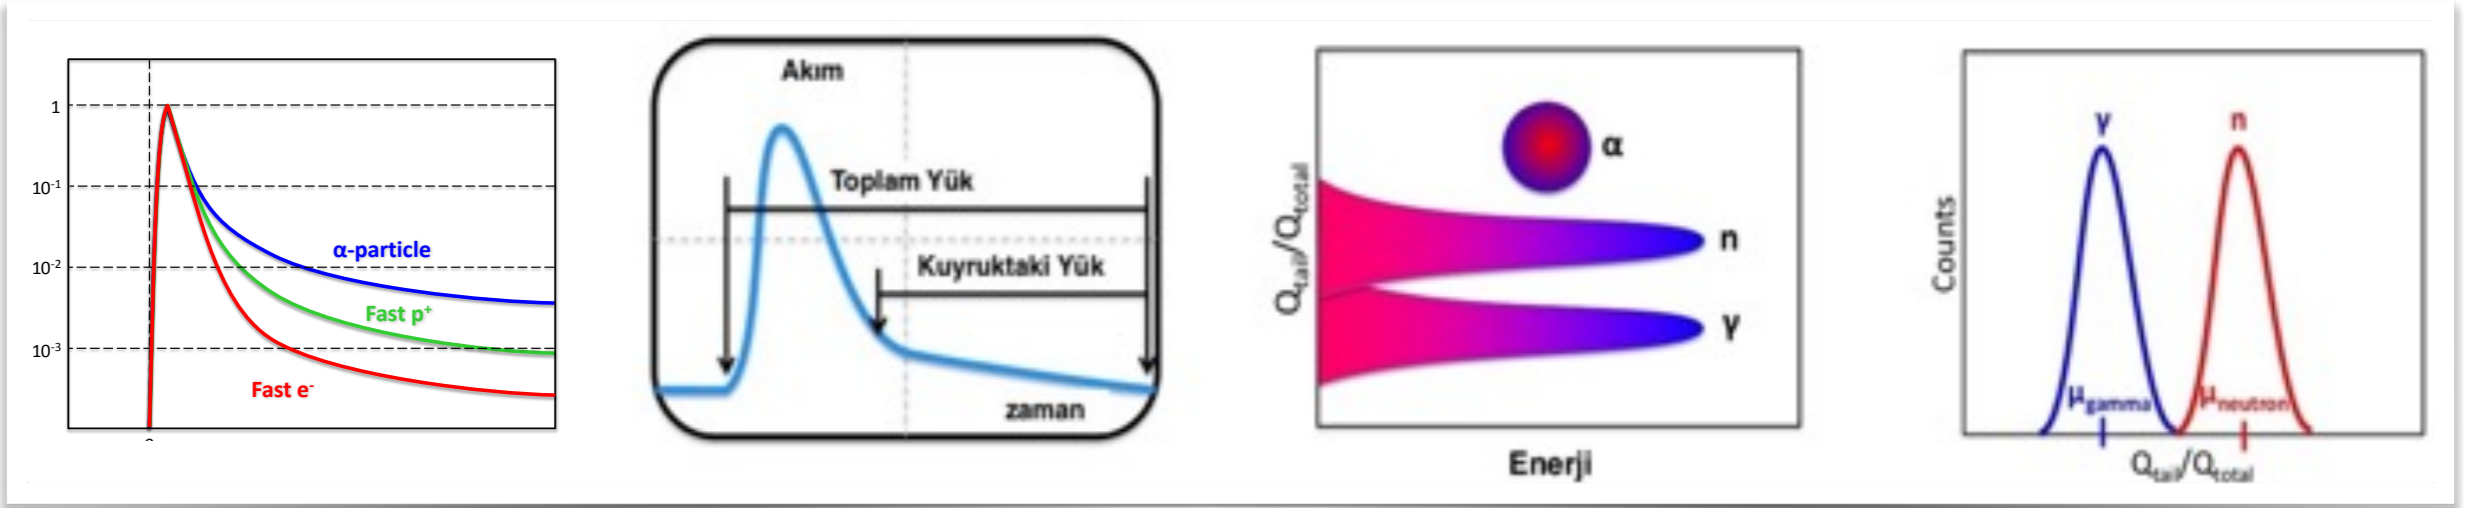 1
10-1
10-2
10-3
α-particle
Fast p+
Fast e-
Akım
Toplam Yük
Kuyruktaki Yük
zaman
Qtail/Qtotal
α
n
γ
Enerji
Counts
γ
n
μgamma
μneutron
Qtail/Qtotal